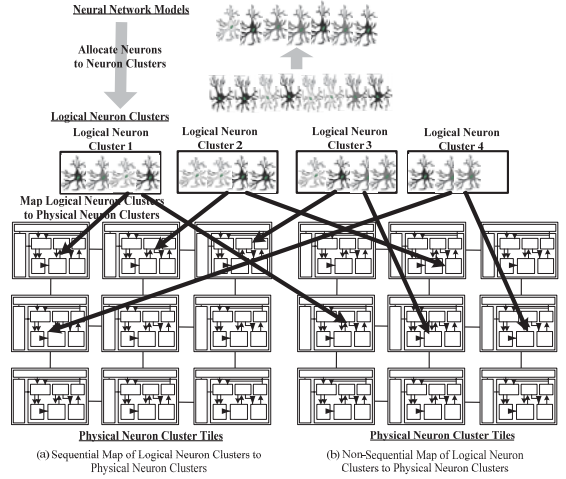 Neural Network Models
Allocate Neurons
to Neuron Clusters
Logical Neuron Clusters
Logical Neuron
Cluster 1
Logical Neuron
Cluster 2
Logical Neuron
Cluster 3
Logical Neuron
Cluster 4
Map Logical Neuron Clusters
to Physical Neuron Clusters
Physical Neuron Cluster Tiles
Physical Neuron Cluster Tiles
(a) Sequential Map of Logical Neuron Clusters to
Physical Neuron Clusters
(b) Non-Sequential Map of Logical Neuron
Clusters to Physical Neuron Clusters